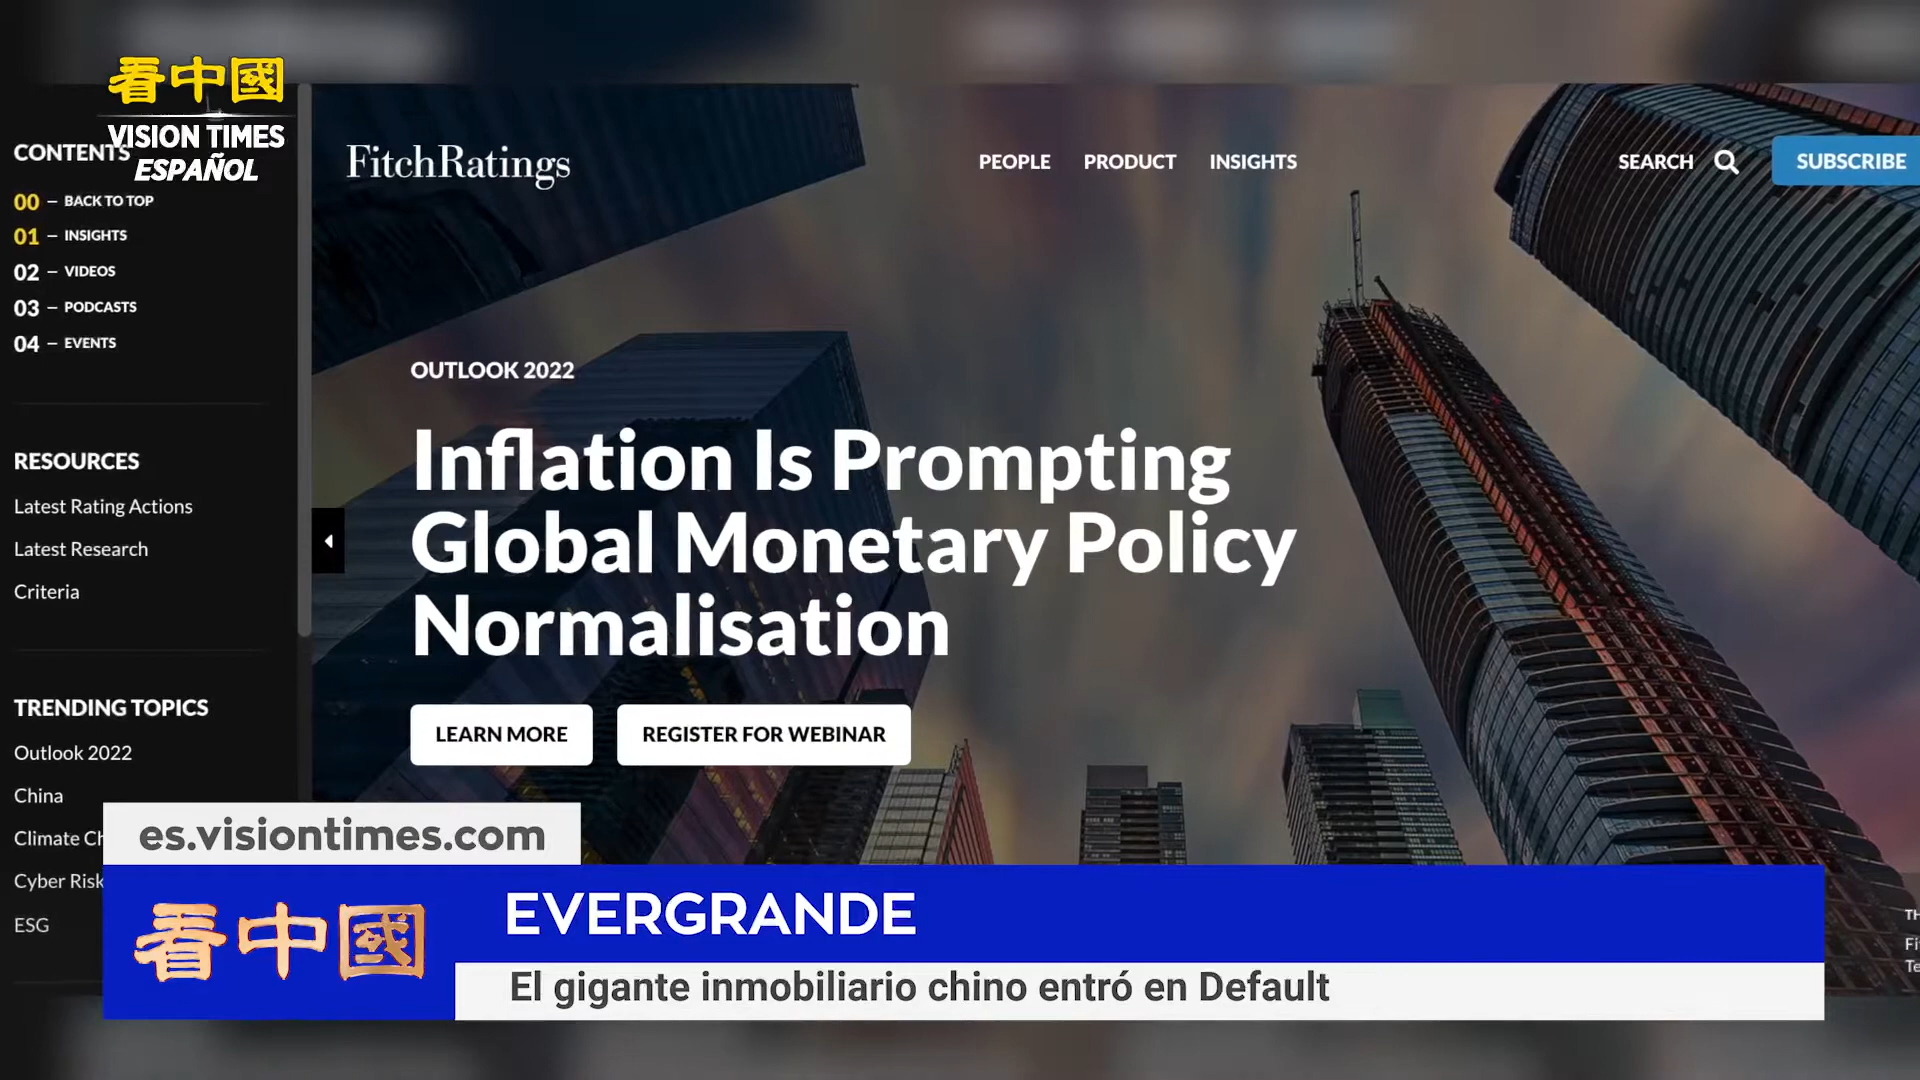 看中國
VISION TIMES
ESPAÑOL
CONTENTS
00 – BACK TO TOP
01 – INSIGHTS
02 – VIDEOS
03 – PODCASTS
04 – EVENTS
RESOURCES
Latest Rating Actions
Latest Research
Criteria
TRENDING TOPICS
Outlook 2022
China
Climate Ch
Cyber Risk
ESG
FitchRatings
PEOPLE PRODUCT INSIGHTS
SEARCH
SUBSCRIBE
OUTLOOK 2022
Inflation Is Prompting
Global Monetary Policy
Normalisation
LEARN MORE
REGISTER FOR WEBINAR
es.visiontimes.com
看中國
EVERGRANDE
El gigante inmobiliario chino entró en Default